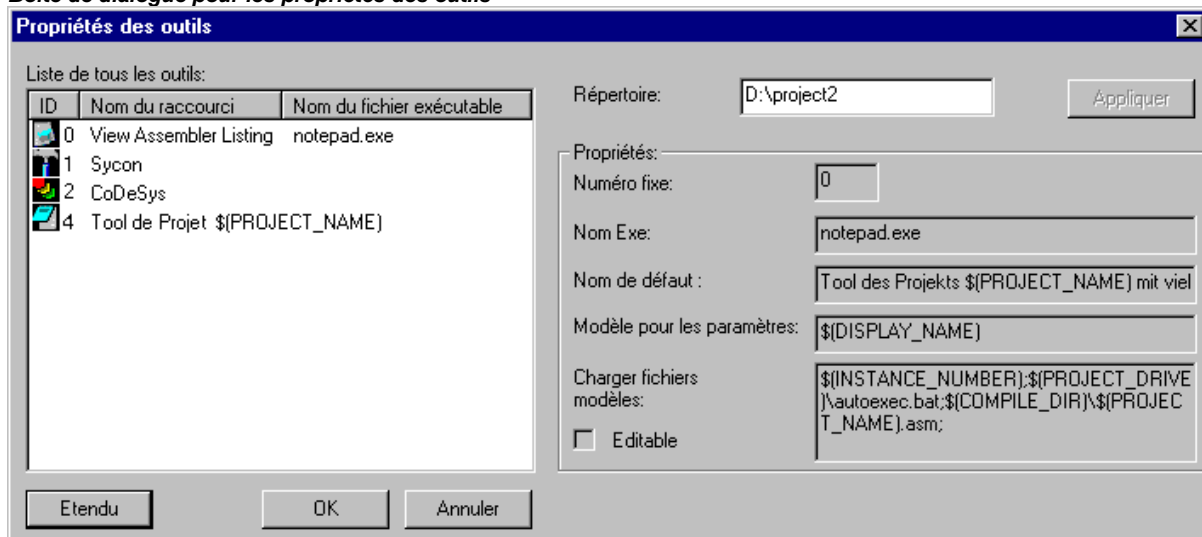 Boîte de dialogue pour les propriétés des outils
Propriétés des outils
Liste de tous les outils:
ID Nom du raccourci Nom du fichier exécutable
0 View Assembler Listing notepad.exe
1 Sycon
2 CoDeSys
4 Tool de Projet $(PROJECT_NAME)
Etendu
OK
Annuler
Répertoire:
D:\project2
Appliquer
Propriétés:
Numéro fixe:
0
Nom Exe:
notepad.exe
Nom de défaut :
Tool des Projekts $(PROJECT_NAME) mit viel
Modèle pour les paramètres:
$(DISPLAY_NAME)
Charger fichiers
modèles:
$(INSTANCE_NUMBER);$(PROJECT_DRIVE
)\autoexec.bat;$(COMPILE_DIR)\$(PROJEC
T_NAME).asm;
Editable